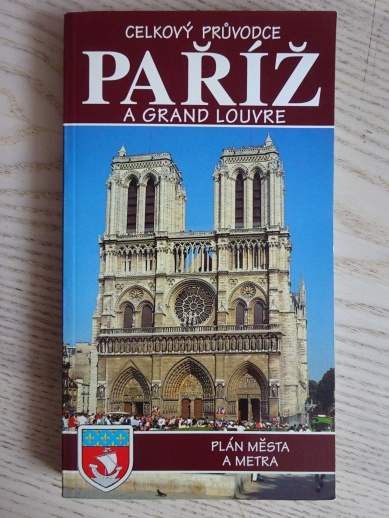 CELKOVÝ PRŮVODCE
PAŘÍŽ
A GRAND LOUVRE
PLÁN MĚSTA
A METRA